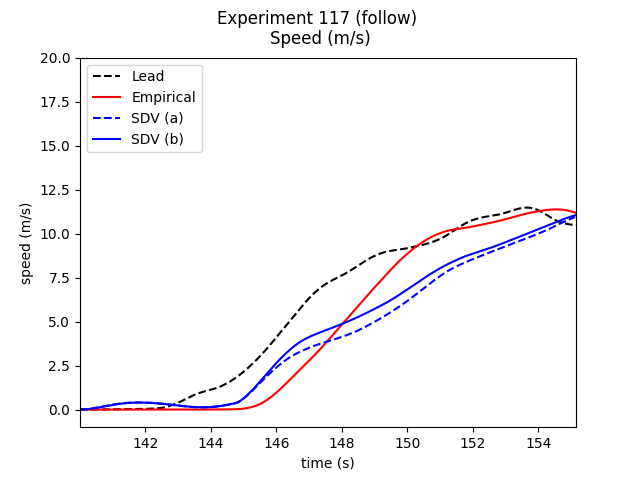 Experiment 117 (follow)
Speed (m/s)
20.0
17.5
15.0
12.5
10.0
7.5
5.0
2.5
0.0
speed (m/s)
Lead
Empirical
SDV (a)
SDV (b)
142 144 146 148 150 152 154
time (s)